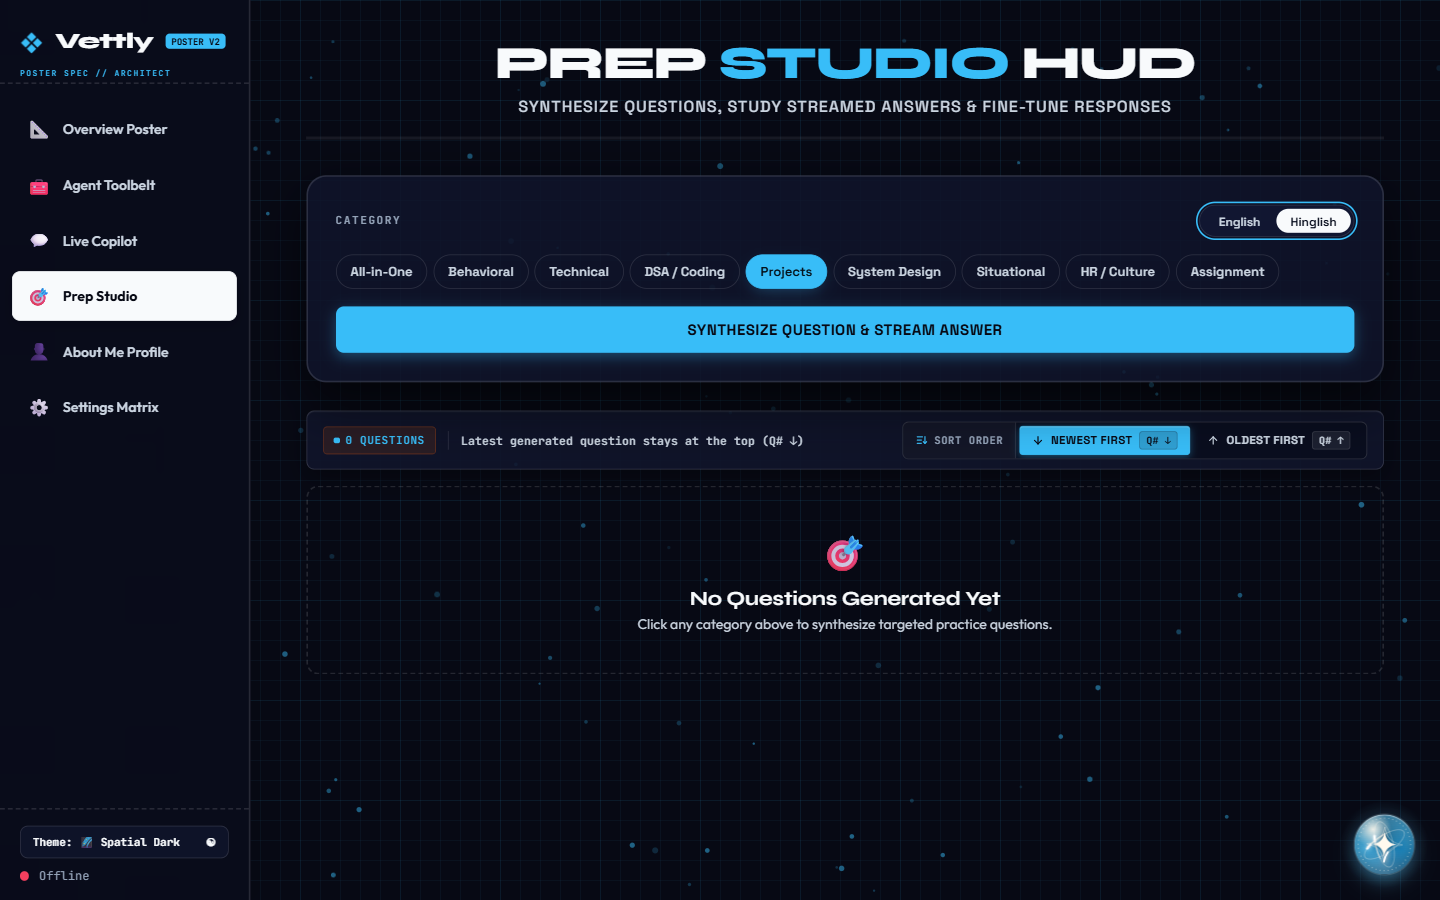 Vettly POSTER V2
POSTER SPEC // ARCHITECT
Overview Poster
Agent Toolbelt
Live Copilot
Prep Studio
About Me Profile
Settings Matrix
Theme: Spatial Dark
Offline
PREP STUDIO HUD
SYNTHESIZE QUESTIONS, STUDY STREAMED ANSWERS & FINE-TUNE RESPONSES
CATEGORY
English Hinglish
All-in-One Behavioral Technical DSA / Coding Projects System Design Situational HR / Culture Assignment
SYNTHESIZE QUESTION & STREAM ANSWER
0 QUESTIONS Latest generated question stays at the top (Q# ↓) SORT ORDER ↓ NEWEST FIRST Q# ↓ ↑ OLDEST FIRST Q# ↑
No Questions Generated Yet
Click any category above to synthesize targeted practice questions.